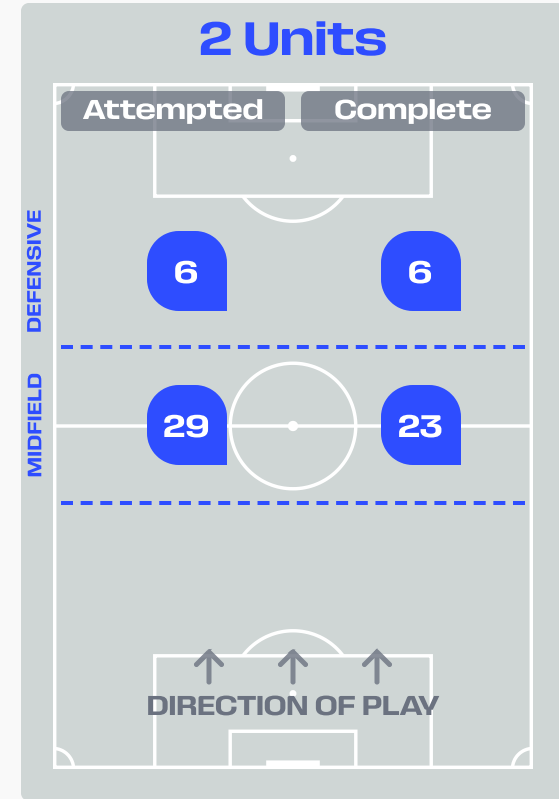 2 Units
Attempted Complete
DEFENSIVE
6 6
MIDFIELD
29 23
DIRECTION OF PLAY